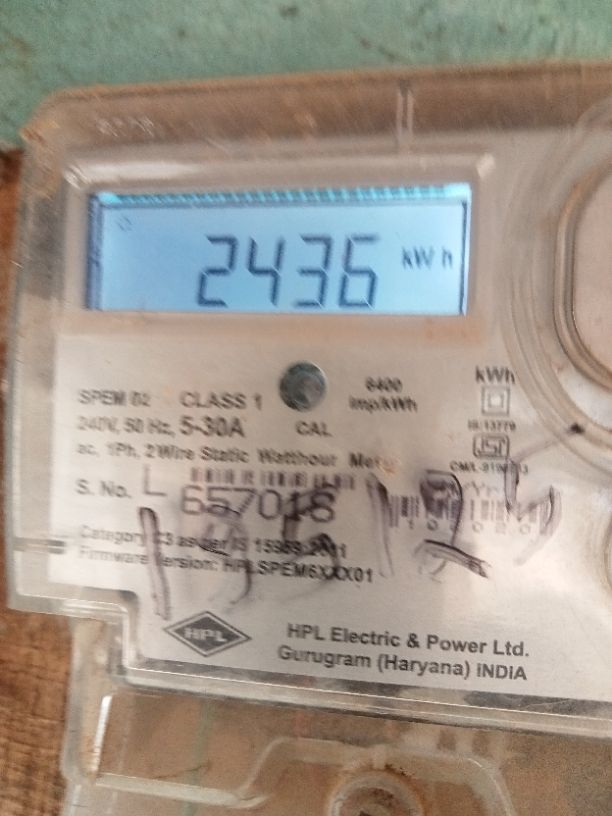 2436 kWh
SPEM 02 CLASS 1
6400
imp/kWh
kWh
240V, 50 Hz, 5-30A
CAL
IS:13779
ac, 1Ph, 2Wire Static Watthour Meter
S. No. L
657018
Category C3 as per IS 15959:2011
Firmware Version: HPLSPEM6XXX01
HPL
HPL Electric & Power Ltd.
Gurugram (Haryana) INDIA